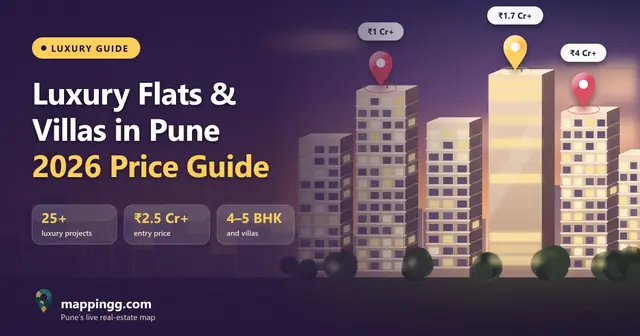 LUXURY GUIDE
Luxury Flats &
Villas in Pune
2026 Price Guide
25+
luxury projects
₹2.5 Cr+
entry price
4–5 BHK
and villas
mappingg.com
Pune's live real-estate map
₹1 Cr+
₹1.7 Cr+
₹4 Cr+